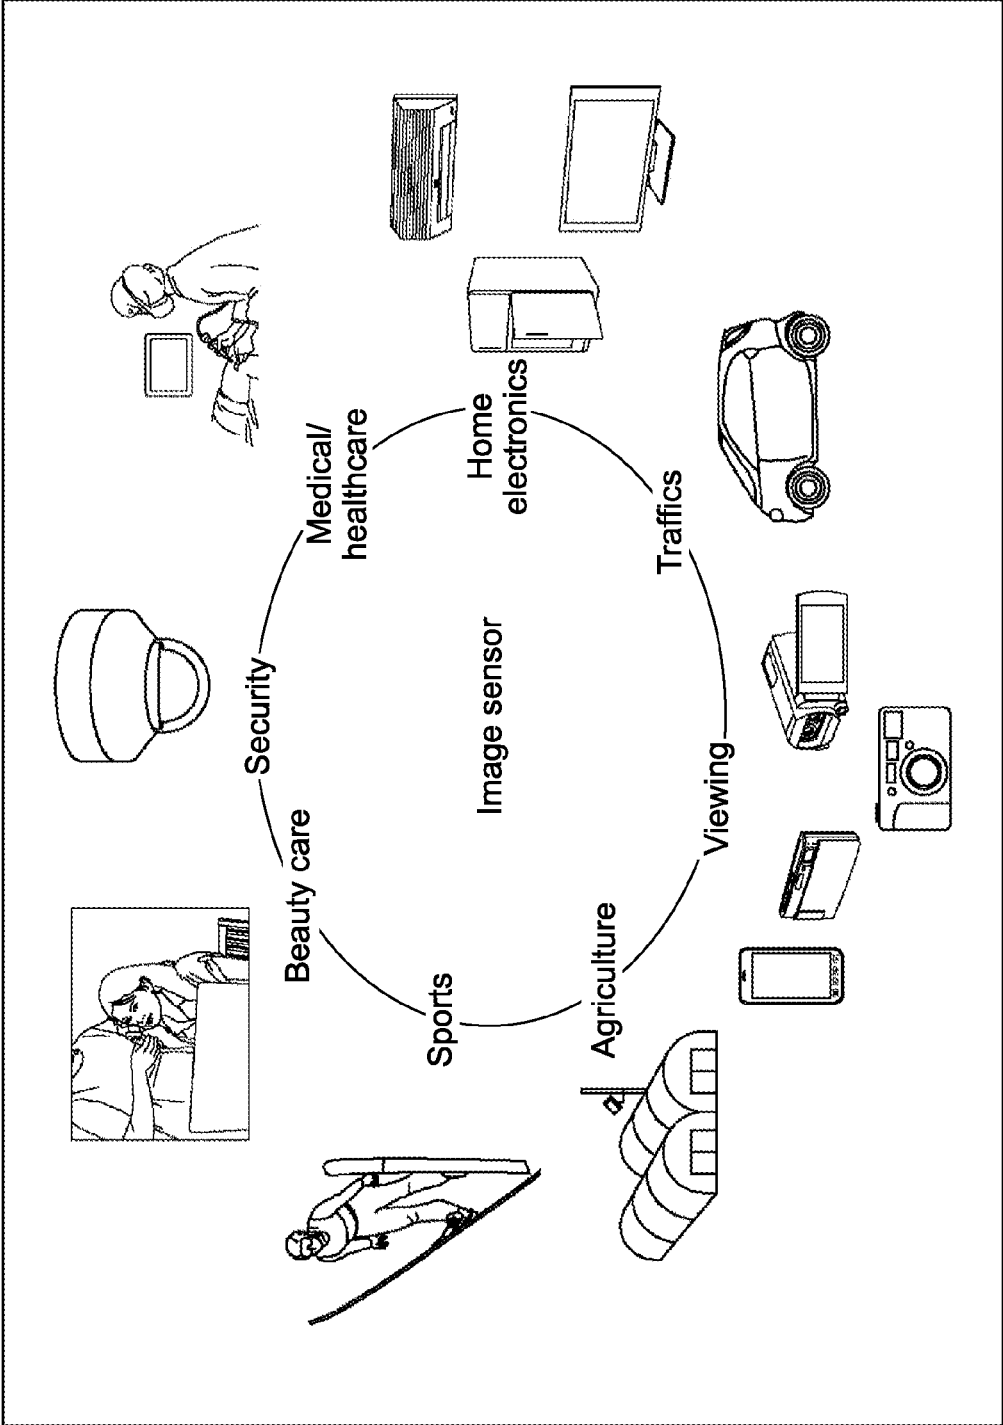 Medical/
healthcare
Home
electronics
Traffics
Security
Image sensor
Viewing
Beauty care
Sports
Agriculture